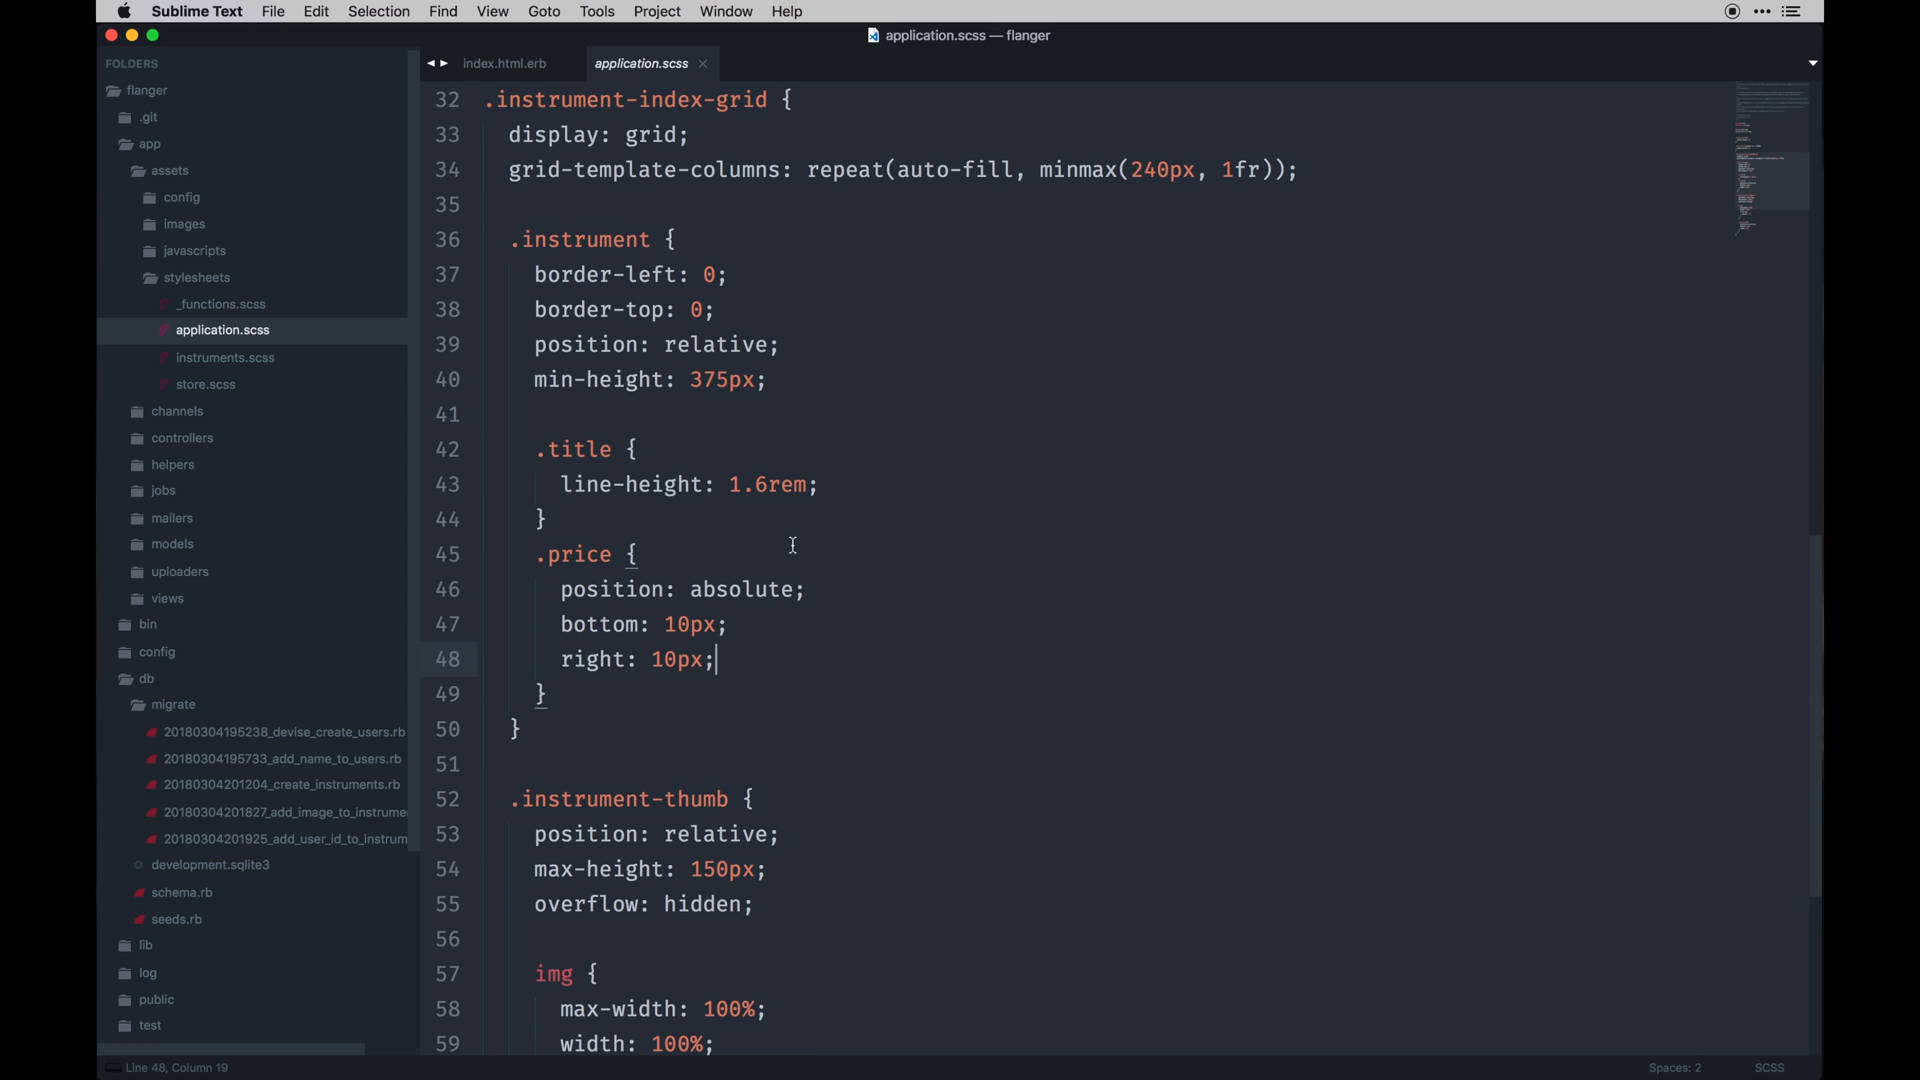 Sublime Text File Edit Selection Find View Goto Tools Project Window Help
application.scss — flanger
FOLDERS
flanger
.git
app
assets
config
images
javascripts
stylesheets
_functions.scss
application.scss
instruments.scss
store.scss
channels
controllers
helpers
jobs
mailers
models
uploaders
views
bin
config
db
migrate
20180304195238_devise_create_users.rb
20180304195733_add_name_to_users.rb
20180304201204_create_instruments.rb
20180304201827_add_image_to_instrume
20180304201925_add_user_id_to_instrum
development.sqlite3
schema.rb
seeds.rb
lib
log
public
test
index.html.erb application.scss
32 .instrument-index-grid {
33 display: grid;
34 grid-template-columns: repeat(auto-fill, minmax(240px, 1fr));
35
36 .instrument {
37 border-left: 0;
38 border-top: 0;
39 position: relative;
40 min-height: 375px;
41
42 .title {
43 line-height: 1.6rem;
44 }
45 .price {
46 position: absolute;
47 bottom: 10px;
48 right: 10px;
49 }
50 }
51
52 .instrument-thumb {
53 position: relative;
54 max-height: 150px;
55 overflow: hidden;
56
57 img {
58 max-width: 100%;
59 width: 100%;
Line 48, Column 19 Spaces: 2 SCSS